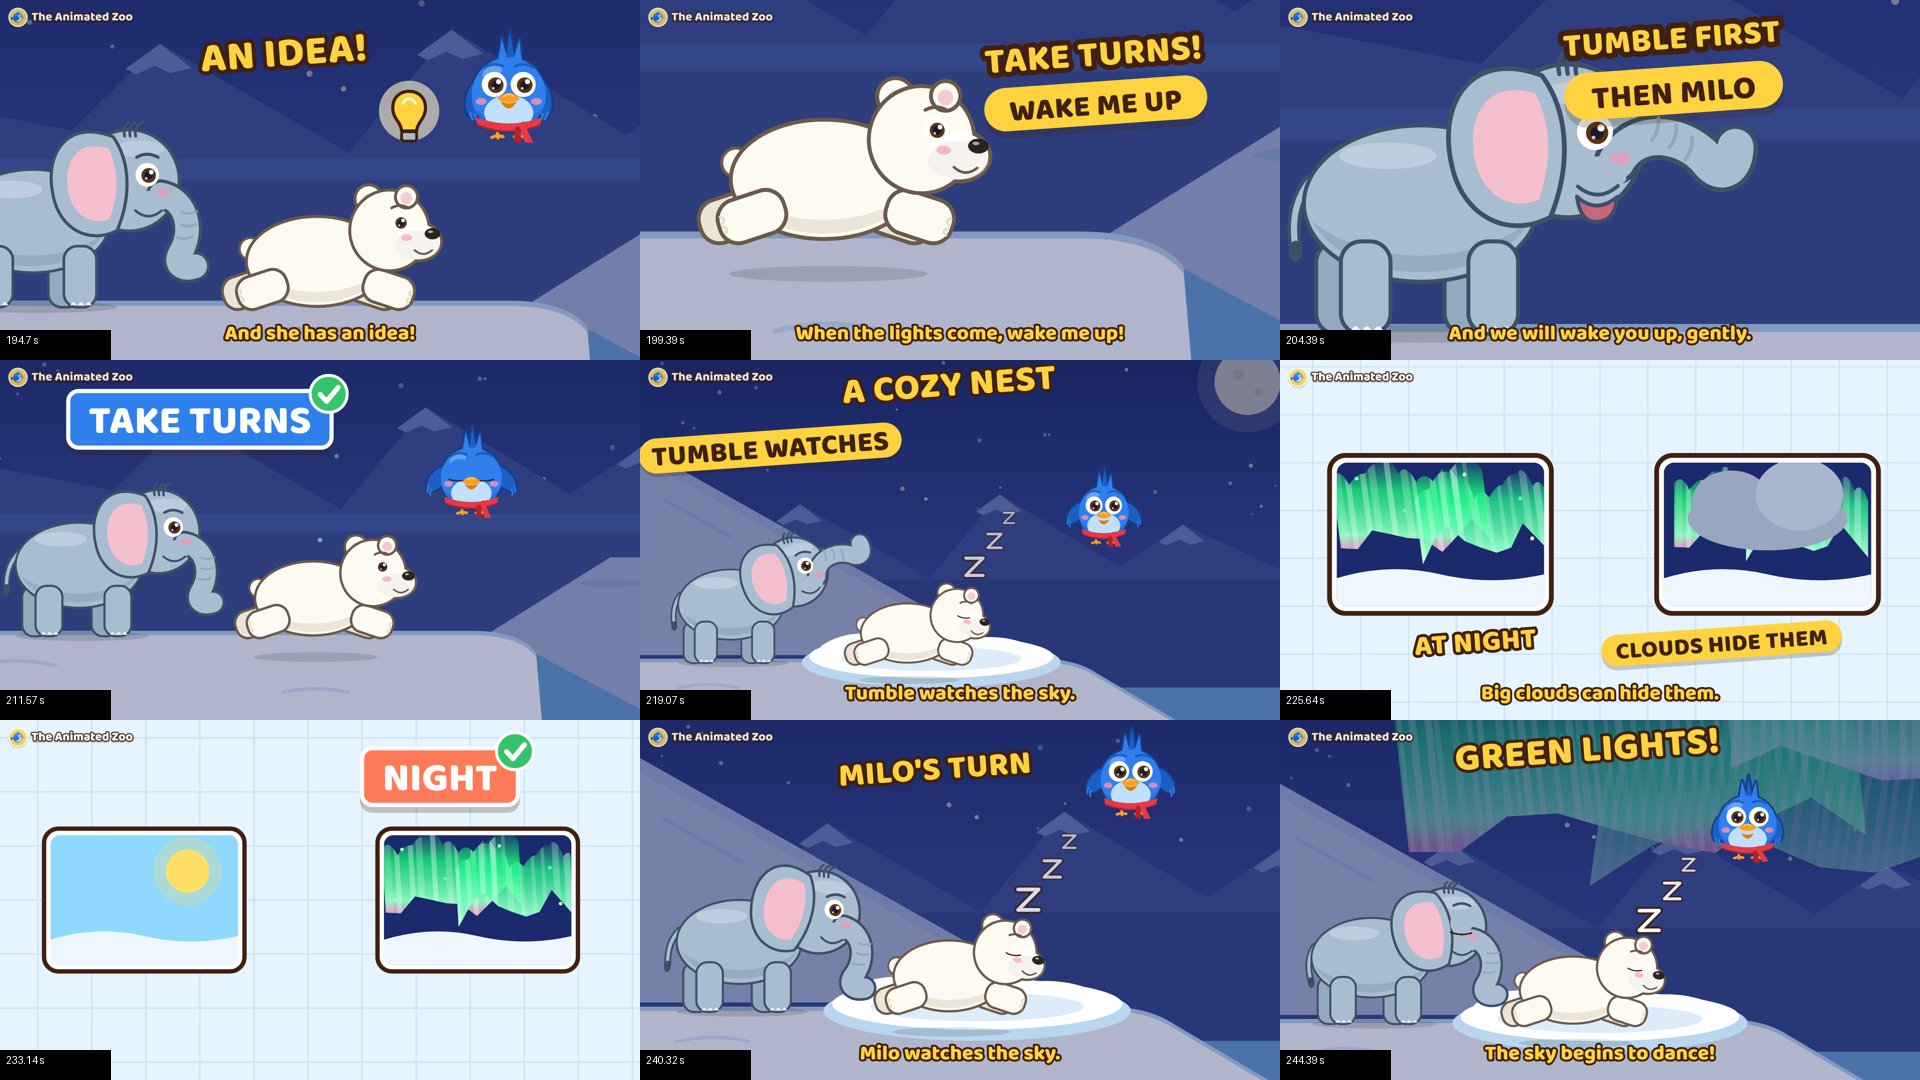 The Animated Zoo
AN IDEA!
And she has an idea!
194.7 s
The Animated Zoo
TAKE TURNS!
WAKE ME UP
When the lights come, wake me up!
199.39 s
The Animated Zoo
TUMBLE FIRST
THEN MILO
And we will wake you up, gently.
204.39 s
The Animated Zoo
TAKE TURNS
211.57 s
The Animated Zoo
A COZY NEST
TUMBLE WATCHES
Z
Z
Z
Tumble watches the sky.
219.07 s
The Animated Zoo
AT NIGHT
CLOUDS HIDE THEM
Big clouds can hide them.
225.64 s
The Animated Zoo
NIGHT
233.14 s
The Animated Zoo
MILO'S TURN
Z
Z
Z
Milo watches the sky.
240.32 s
The Animated Zoo
GREEN LIGHTS!
Z
Z
Z
The sky begins to dance!
244.39 s